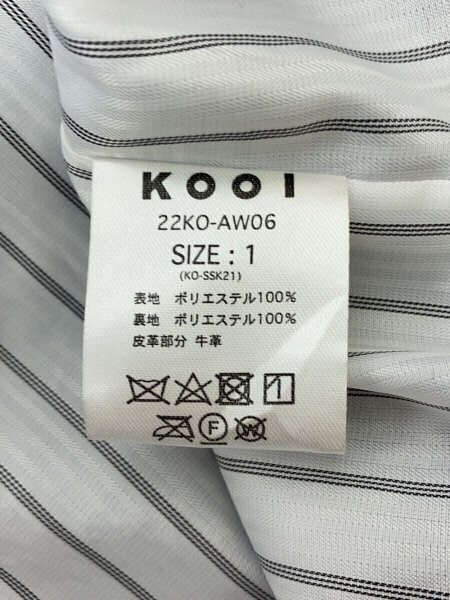 KOOI
22KO-AW06
SIZE : 1
(KO-SSK21)
表地 ポリエステル100%
裏地 ポリエステル100%
皮革部分 牛革
1
F W